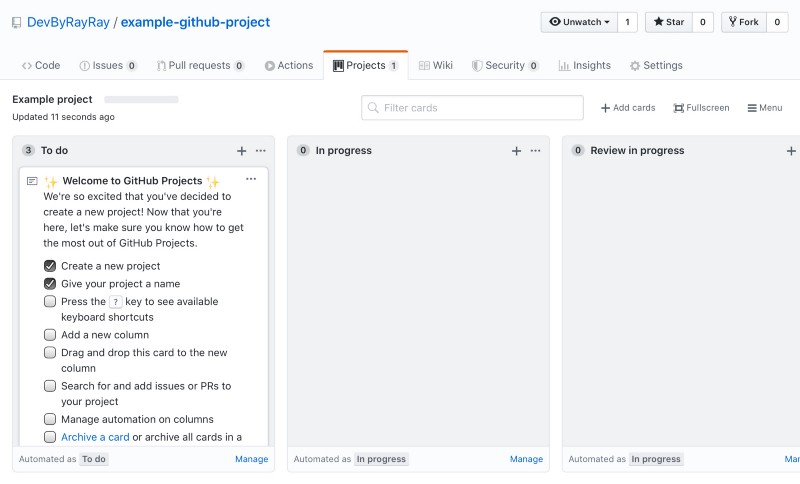 DevByRayRay / example-github-project
Unwatch 1
Star 0
Fork 0
Code
Issues 0
Pull requests 0
Actions
Projects 1
Wiki
Security 0
Insights
Settings
Example project
Updated 11 seconds ago
Filter cards
Add cards
Fullscreen
Menu
3 To do
✨ Welcome to GitHub Projects ✨
We're so excited that you've decided to
create a new project! Now that you're
here, let's make sure you know how to get
the most out of GitHub Projects.
Create a new project
Give your project a name
Press the ? key to see available
keyboard shortcuts
Add a new column
Drag and drop this card to the new
column
Search for and add issues or PRs to
your project
Manage automation on columns
Archive a card or archive all cards in a
Automated as To do
Manage
0 In progress
Automated as In progress
Manage
0 Review in progress
Automated as In progress
Mar